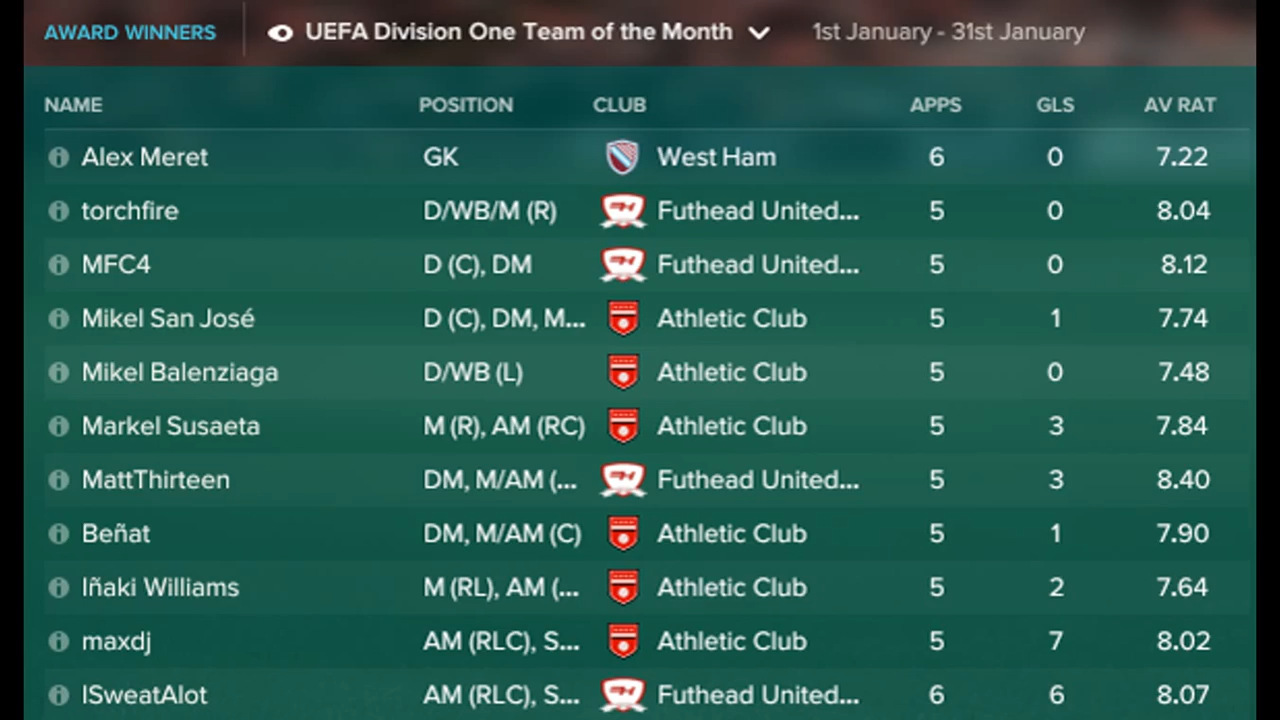 AWARD WINNERS UEFA Division One Team of the Month 1st January - 31st January
NAME POSITION CLUB APPS GLS AV RAT
Alex Meret GK West Ham 6 0 7.22
torchfire D/WB/M (R) Futhead United... 5 0 8.04
MFC4 D (C), DM Futhead United... 5 0 8.12
Mikel San José D (C), DM, M... Athletic Club 5 1 7.74
Mikel Balenziaga D/WB (L) Athletic Club 5 0 7.48
Markel Susaeta M (R), AM (RC) Athletic Club 5 3 7.84
MattThirteen DM, M/AM (... Futhead United... 5 3 8.40
Beñat DM, M/AM (C) Athletic Club 5 1 7.90
Iñaki Williams M (RL), AM (... Athletic Club 5 2 7.64
maxdj AM (RLC), S... Athletic Club 5 7 8.02
ISweatAlot AM (RLC), S... Futhead United... 6 6 8.07